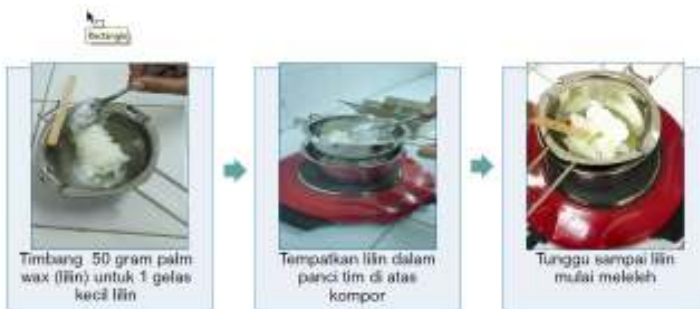 Rectangle
Timbang 50 gram palm
wax (lilin) untuk 1 gelas
kecil lilin
Tempatkan lilin dalam
panci tim di atas
kompor
Tunggu sampai lilin
mulai meleleh